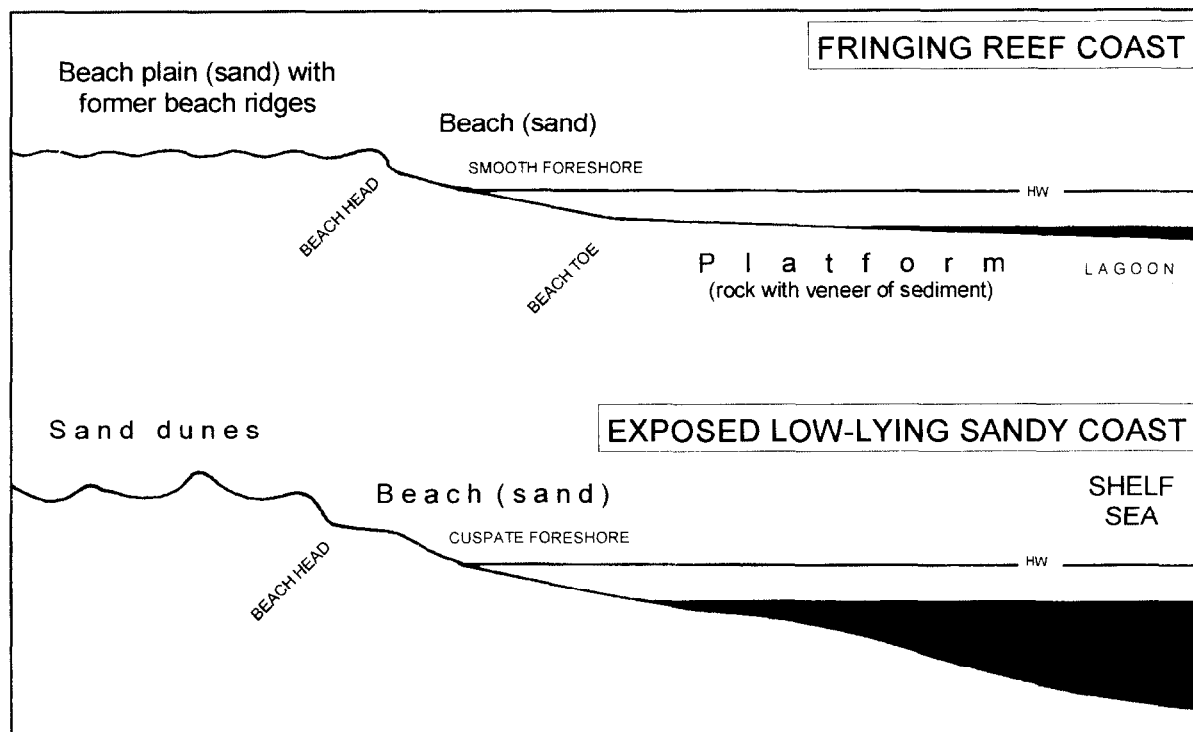 FRINGING REEF COAST
Beach plain (sand) with
former beach ridges
Beach (sand)
SMOOTH FORESHORE
HW
BEACH HEAD
BEACH TOE
Platform
(rock with veneer of sediment)
LAGOON
Sand dunes
EXPOSED LOW-LYING SANDY COAST
Beach (sand)
SHELF
SEA
CUSPATE FORESHORE
HW
BEACH HEAD